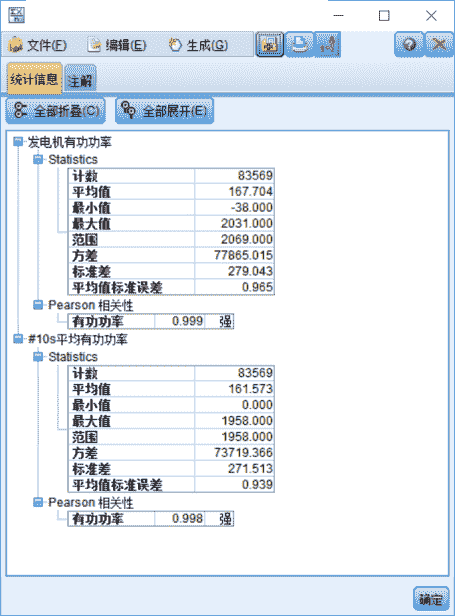 文件(F) 编辑(E) 生成(G)
统计信息 注解
全部折叠(C) 全部展开(E)
发电机有功功率
Statistics
计数 83569
平均值 167.704
最小值 -38.000
最大值 2031.000
范围 2069.000
方差 77865.015
标准差 279.043
平均值标准误差 0.965
Pearson 相关性
有功功率 0.999 强
#10s平均有功功率
Statistics
计数 83569
平均值 161.573
最小值 0.000
最大值 1958.000
范围 1958.000
方差 73719.366
标准差 271.513
平均值标准误差 0.939
Pearson 相关性
有功功率 0.998 强
确定